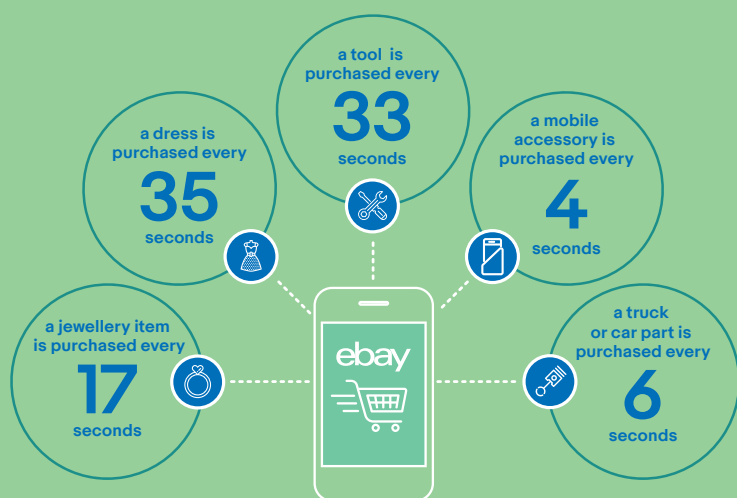 a tool is
purchased every
33
seconds
a dress is
purchased every
35
seconds
a mobile
accessory is
purchased every
4
seconds
a jewellery item
is purchased every
17
seconds
ebay
a truck
or car part is
purchased every
6
seconds